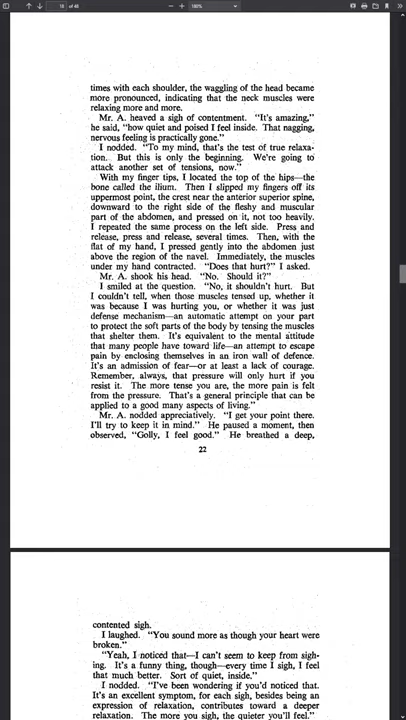 18 of 48
180%
times with each shoulder, the waggling of the head became
more pronounced, indicating that the neck muscles were
relaxing more and more.
Mr. A. heaved a sigh of contentment. "It's amazing,"
he said, "how quiet and poised I feel inside. That nagging,
nervous feeling is practically gone."
I nodded. "To my mind, that's the test of true relaxa-
tion. But this is only the beginning. We're going to
attack another set of tensions, now."
With my finger tips, I located the top of the hips—the
bone called the ilium. Then I slipped my fingers off its
uppermost point, the crest near the anterior superior spine,
downward to the right side of the fleshy and muscular
part of the abdomen, and pressed on it, not too heavily.
I repeated the same process on the left side. Press and
release, press and release, several times. Then, with the
flat of my hand, I pressed gently into the abdomen just
above the region of the navel. Immediately, the muscles
under my hand contracted. "Does that hurt?" I asked.
Mr. A. shook his head. "No. Should it?"
I smiled at the question. "No, it shouldn't hurt. But
I couldn't tell, when those muscles tensed up, whether it
was because I was hurting you, or whether it was just
defense mechanism—an automatic attempt on your part
to protect the soft parts of the body by tensing the muscles
that shelter them. It's equivalent to the mental attitude
that many people have toward life—an attempt to escape
pain by enclosing themselves in an iron wall of defence.
It's an admission of fear—or at least a lack of courage.
Remember, always, that pressure will only hurt if you
resist it. The more tense you are, the more pain is felt
from the pressure. That's a general principle that can be
applied to a good many aspects of living."
Mr. A. nodded appreciatively. "I get your point there.
I'll try to keep it in mind." He paused a moment, then
observed, "Golly, I feel good." He breathed a deep,
22
contented sigh.
I laughed. "You sound more as though your heart were
broken."
"Yeah, I noticed that—I can't seem to keep from sigh-
ing. It's a funny thing, though—every time I sigh, I feel
that much better. Sort of quiet, inside."
I nodded. "I've been wondering if you'd noticed that.
It's an excellent symptom, for each sigh, besides being an
expression of relaxation, contributes toward a deeper
relaxation. The more you sigh, the quieter you'll feel."